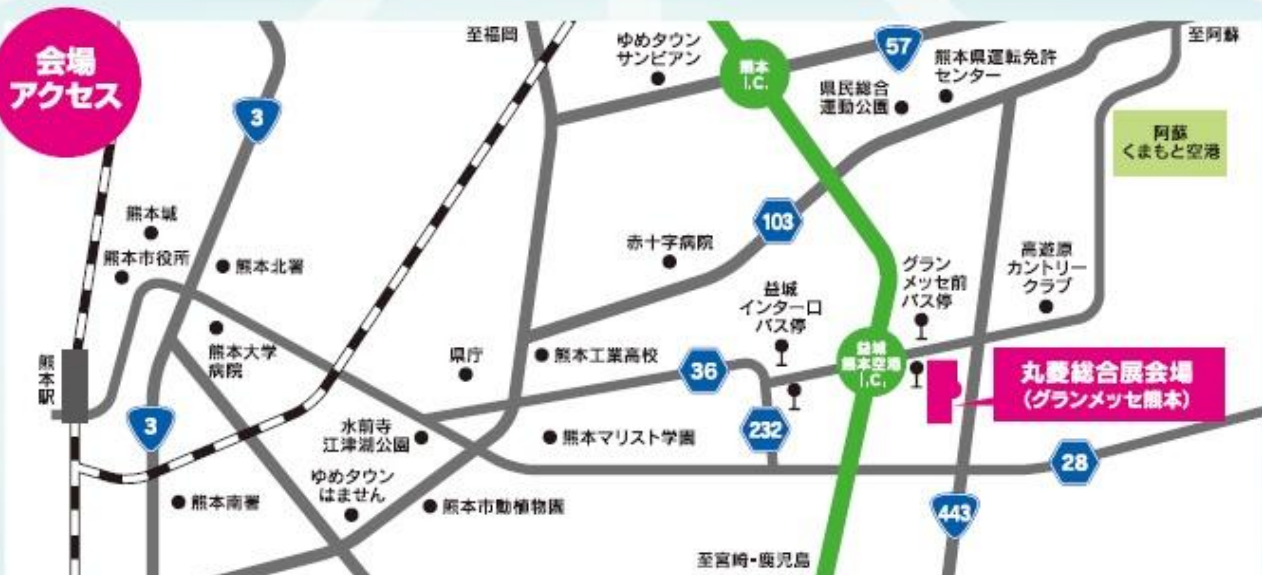 会場
アクセス
至福岡
ゆめタウン
サンピアン
熊本
I.C.
57
熊本県運転免許
センター
至阿蘇
県民総合
運動公園
3
阿蘇
くまもと空港
熊本城
103
熊本市役所
熊本北署
赤十字病院
グラン
メッセ前
バス停
高遊原
カントリー
クラブ
益城
インター口
バス停
熊本大学
病院
熊本駅
県庁
熊本工業高校
36
益城
熊本空港
I.C.
丸菱総合展会場
(グランメッセ熊本)
3
水前寺
江津湖公園
熊本マリスト学園
232
28
ゆめタウン
はません
熊本南署
熊本市動植物園
443
至宮崎・鹿児島